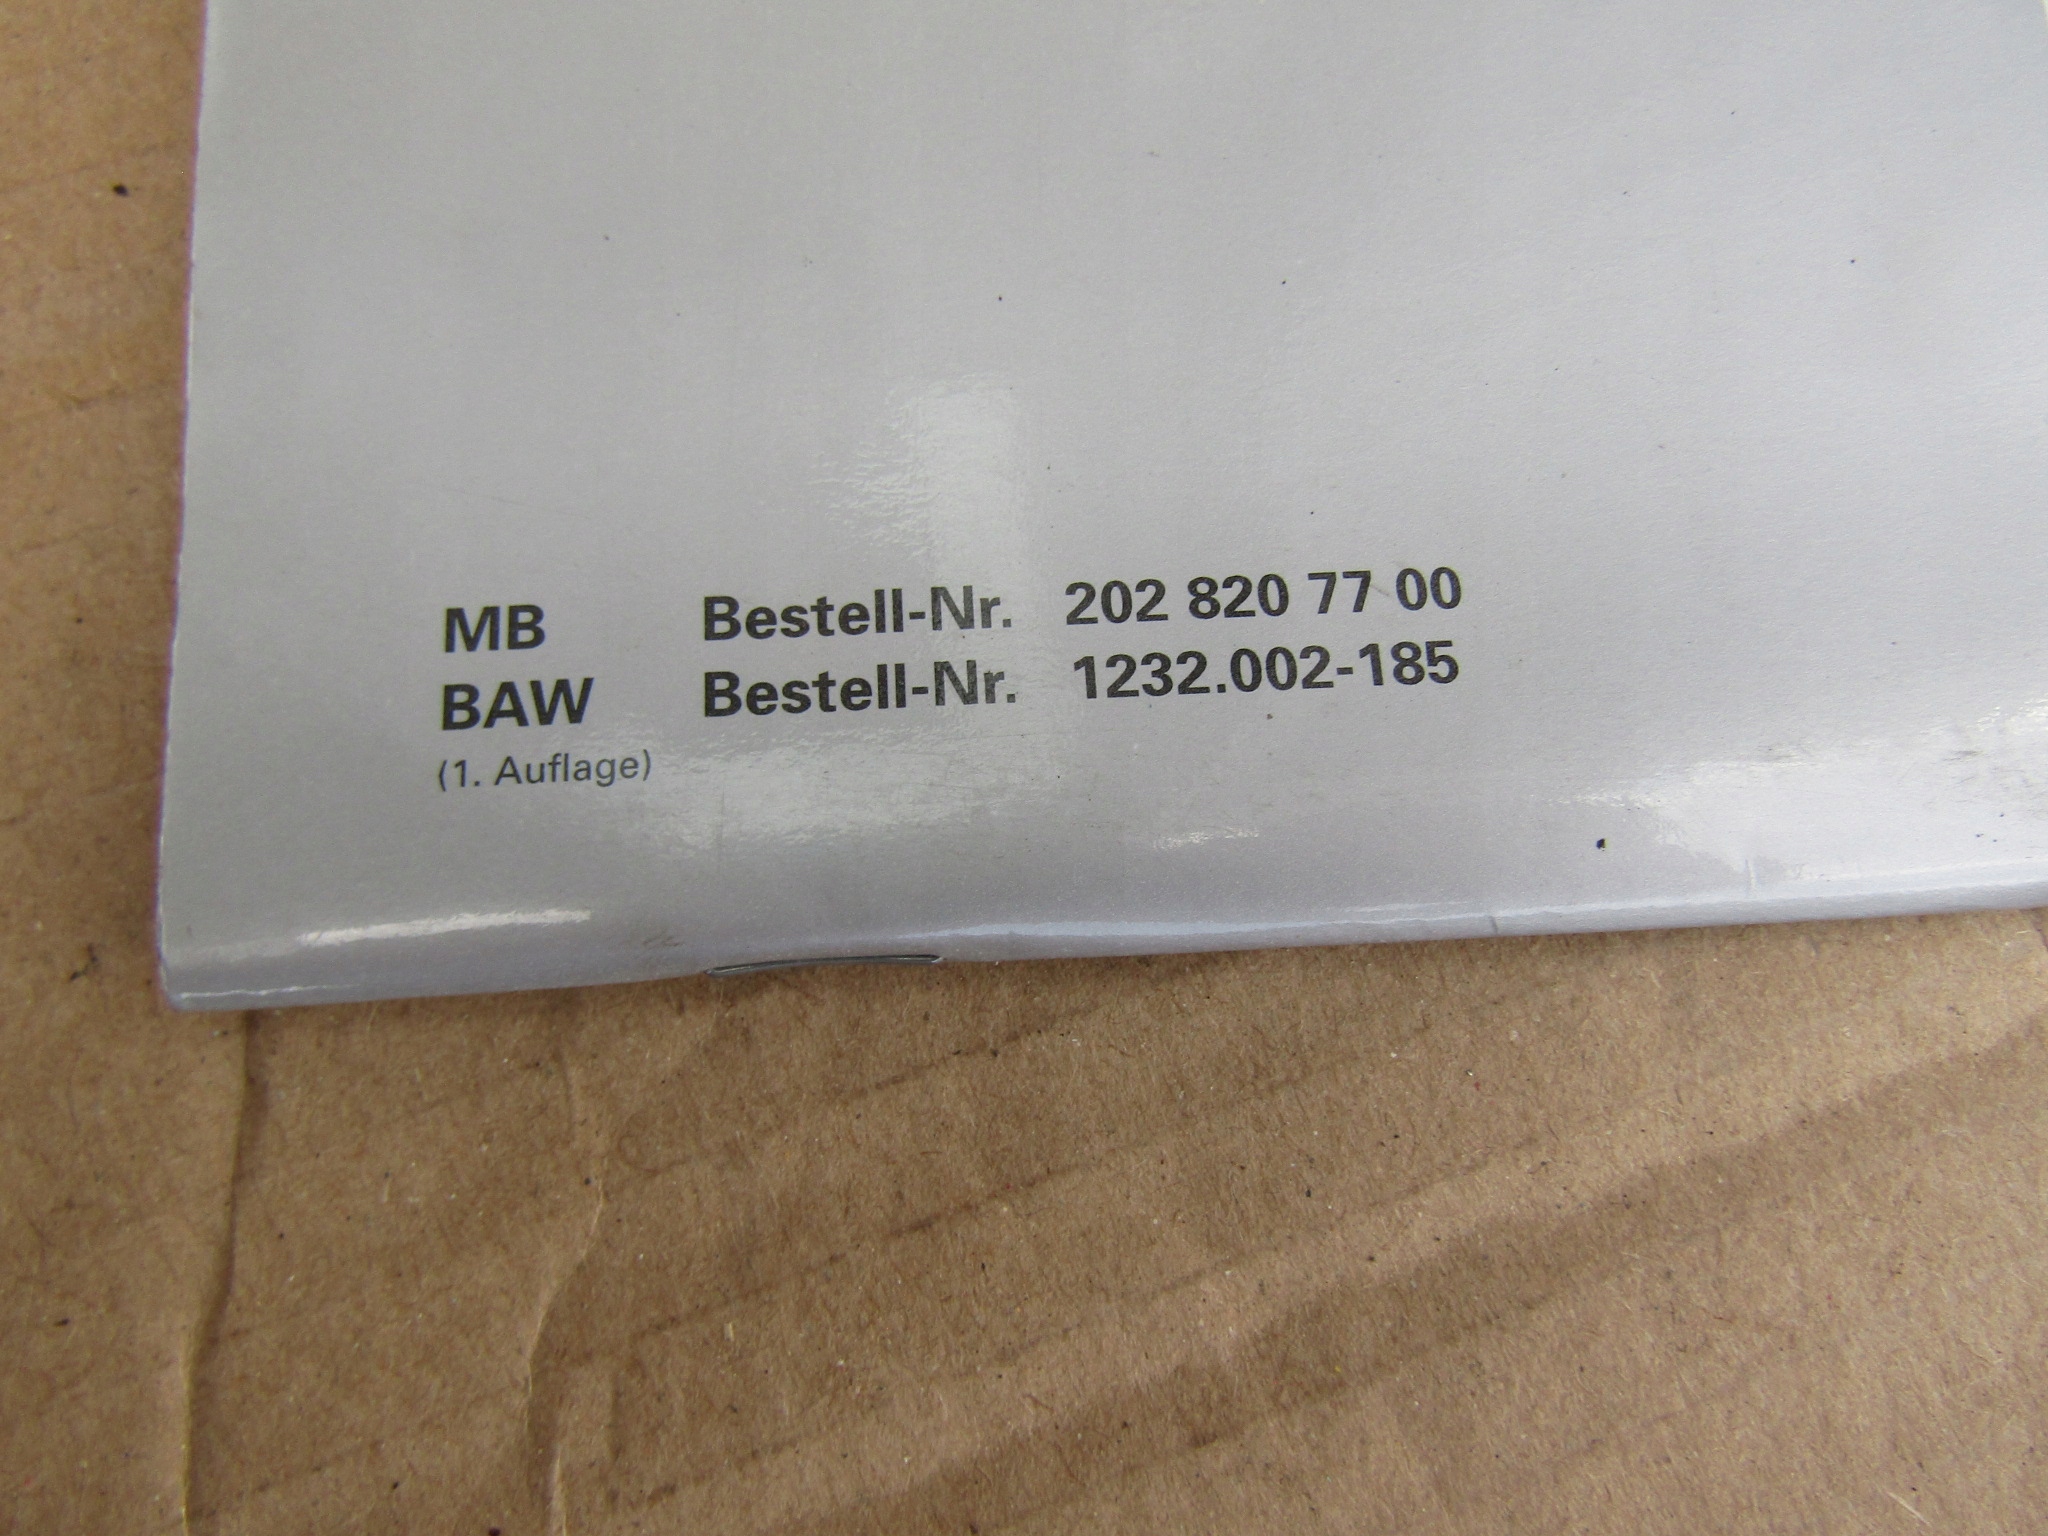 MB Bestell-Nr. 202 820 77 00
BAW Bestell-Nr. 1232.002-185
(1. Auflage)